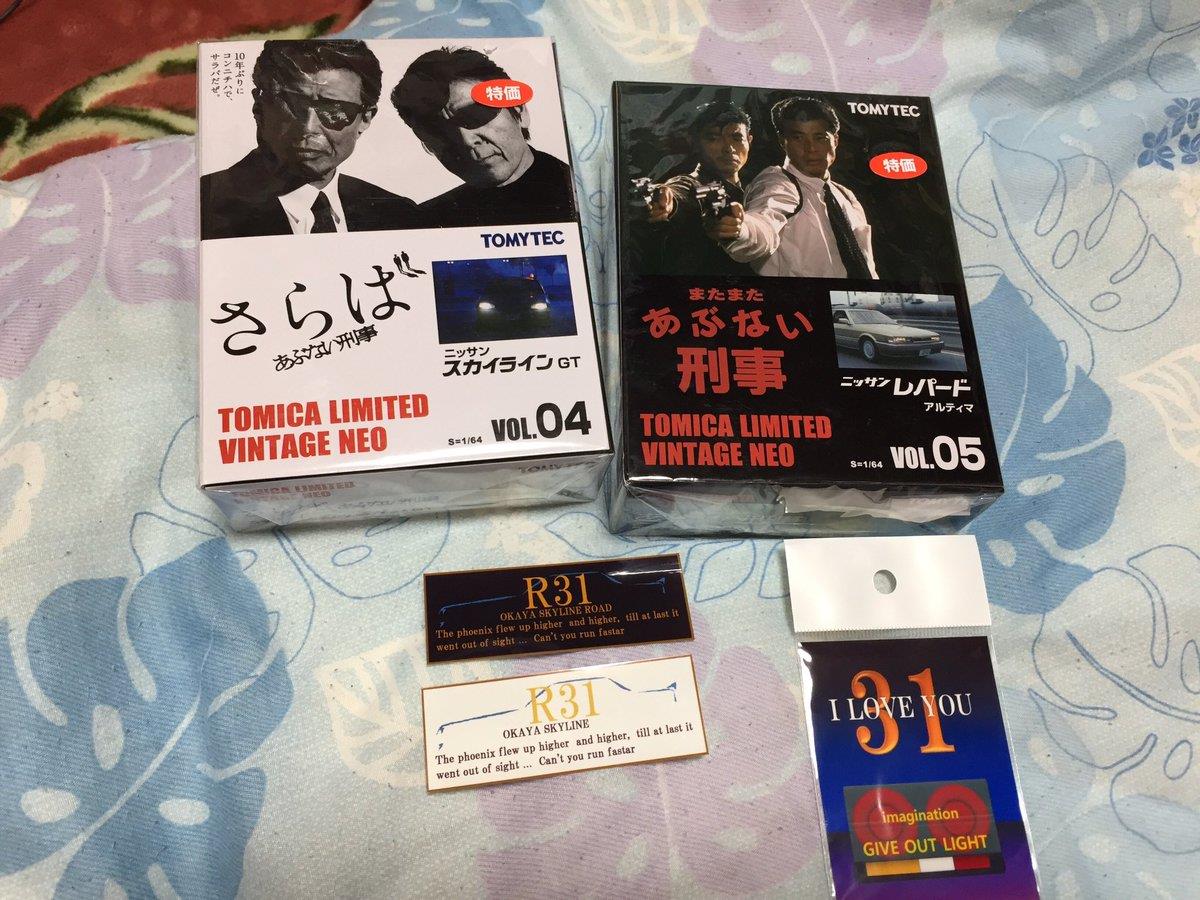 10年ぶりに
コンニチハで、
サラバだぜ。
特価
TOMYTEC
さらば
あぶない刑事
ニッサン
スカイライン GT
TOMICA LIMITED
VINTAGE NEO
S=1/64
VOL.04
TOMYTEC
TOMICA LIMITED
VINTAGE NEO
TOMYTEC
特価
またまた
あぶない
刑事
ニッサン レパード
アルティマ
TOMICA LIMITED
VINTAGE NEO
S=1/64
VOL.05
R31
OKAYA SKYLINE ROAD
The phoenix flew up higher and higher, till at last it
went out of sight ... Can't you run fastar
R31
OKAYA SKYLINE
The phoenix flew up higher and higher, till at last it
went out of sight ... Can't you run fastar
31
I LOVE YOU
imagination
GIVE OUT LIGHT